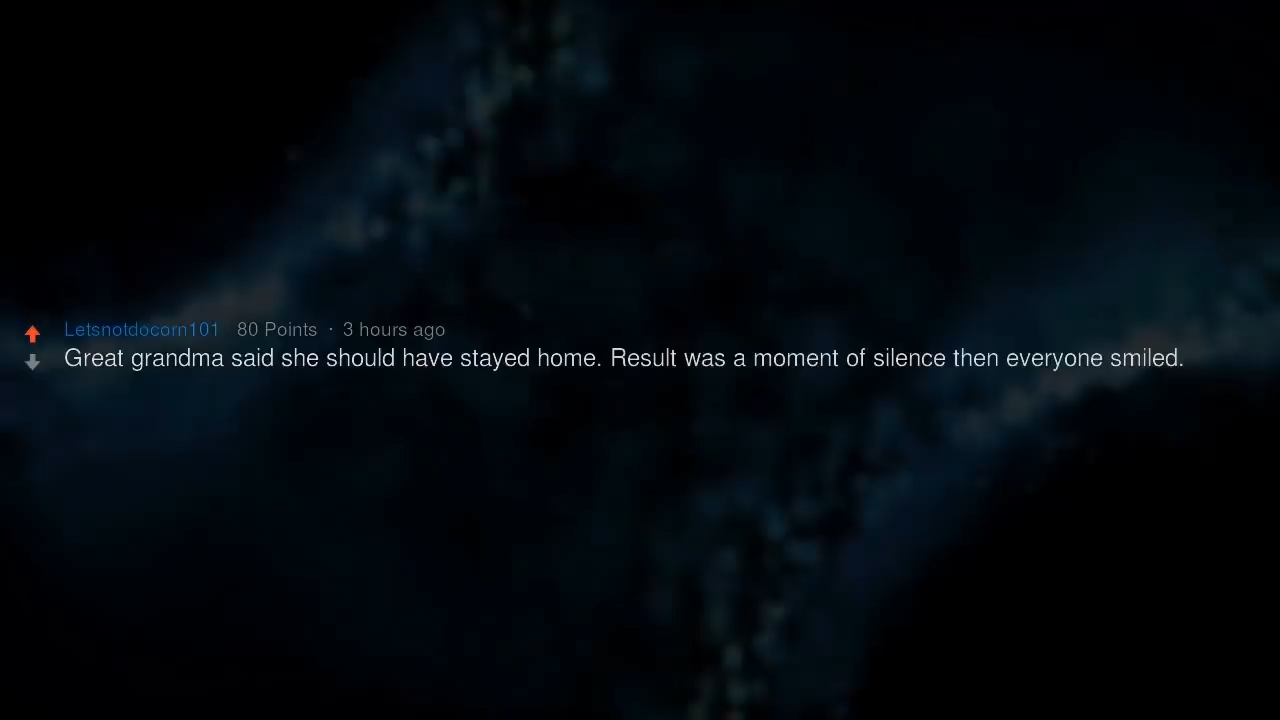 Letsnotdocorn101 80 Points · 3 hours ago
Great grandma said she should have stayed home. Result was a moment of silence then everyone smiled.